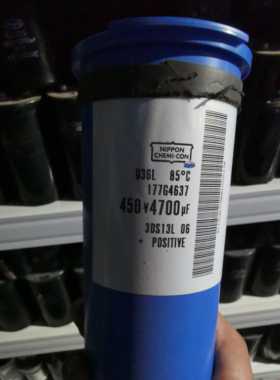 NIPPON
CHEMI-CON
U36L 85°C
177G4637
450V4700µF
3DS13L 06
+ POSITIVE